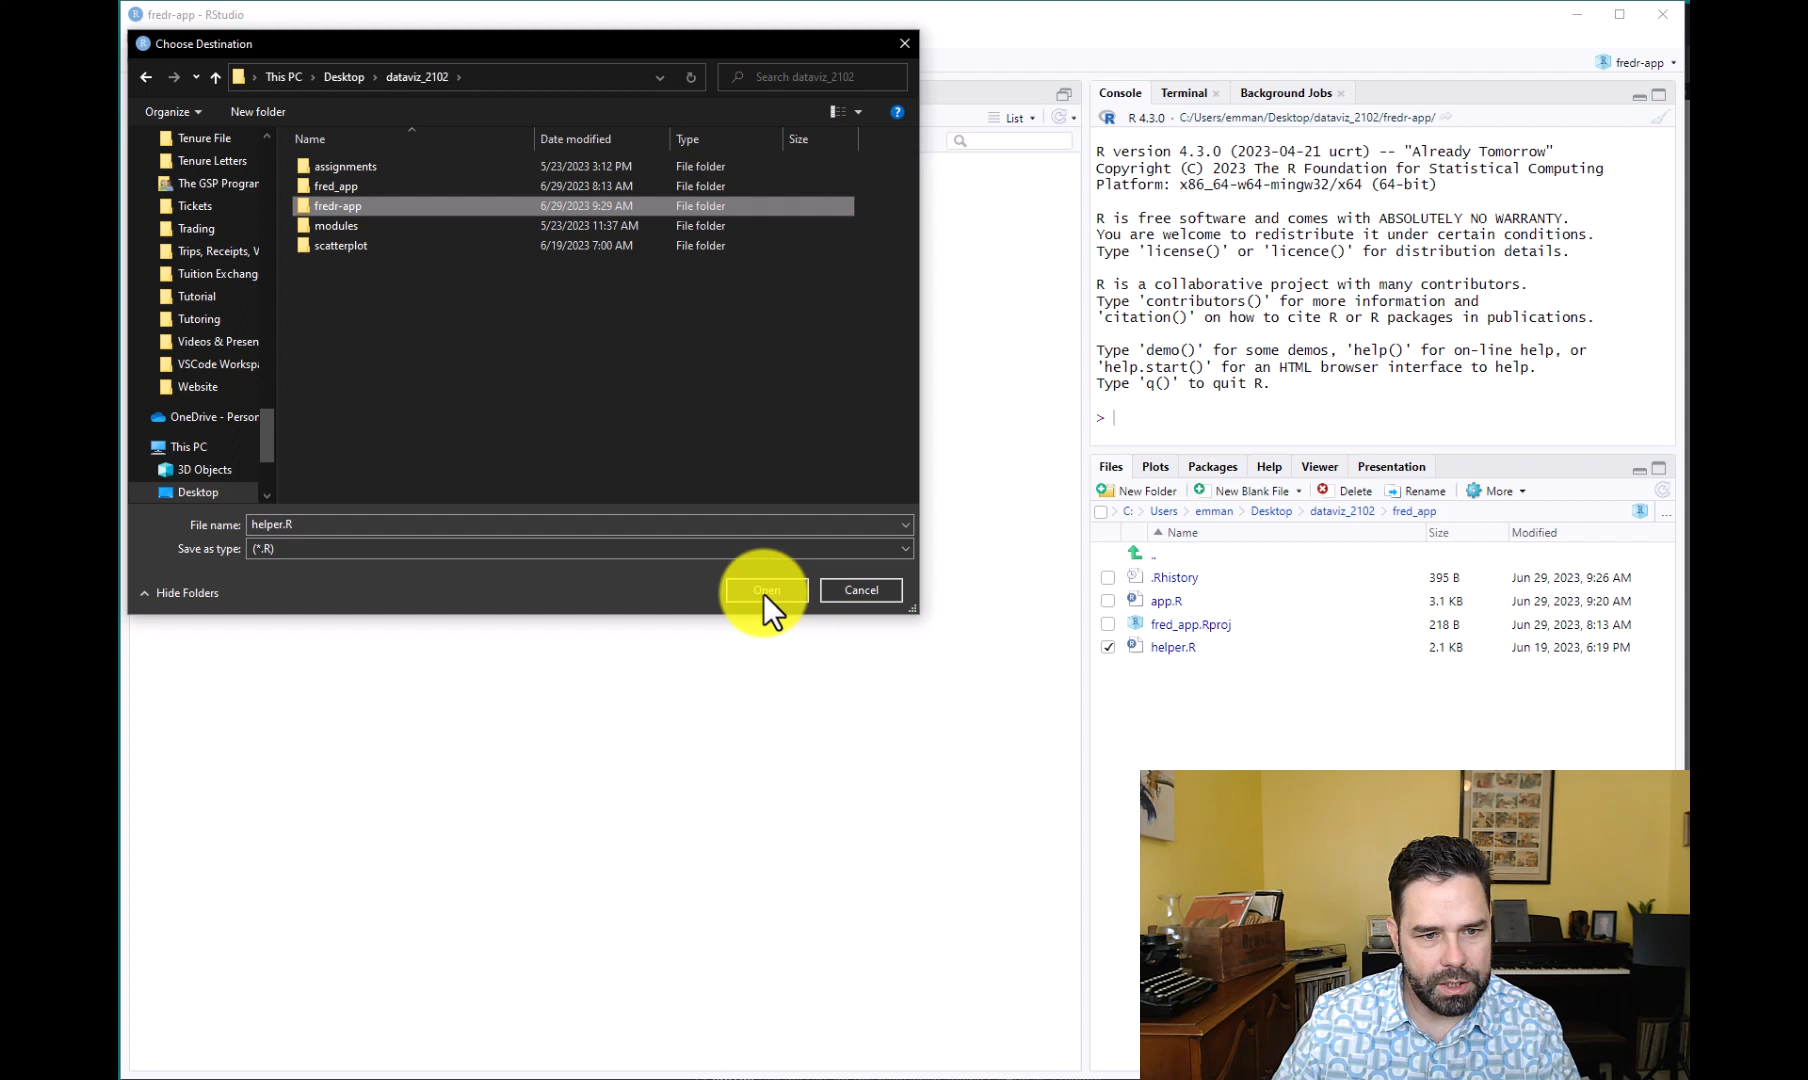 fredr-app - RStudio
Choose Destination
This PC > Desktop > dataviz_2102 >
Search dataviz_2102
Organize
New folder
Name Date modified Type Size
Tenure File
Tenure Letters
The GSP Progran
Tickets
Trading
Trips, Receipts, V
Tuition Exchang
Tutorial
Tutoring
Videos & Presen
VSCode Workspa
Website
OneDrive - Person
This PC
3D Objects
Desktop
assignments 5/23/2023 3:12 PM File folder
fred_app 6/29/2023 8:13 AM File folder
fredr-app 6/29/2023 9:29 AM File folder
modules 5/23/2023 11:37 AM File folder
scatterplot 6/19/2023 7:00 AM File folder
File name: helper.R
Save as type: (*.R)
Hide Folders
Open
Cancel
List
fredr-app
Console Terminal Background Jobs
R 4.3.0 · C:/Users/emman/Desktop/dataviz_2102/fredr-app/
R version 4.3.0 (2023-04-21 ucrt) -- "Already Tomorrow"
Copyright (C) 2023 The R Foundation for Statistical Computing
Platform: x86_64-w64-mingw32/x64 (64-bit)
R is free software and comes with ABSOLUTELY NO WARRANTY.
You are welcome to redistribute it under certain conditions.
Type 'license()' or 'licence()' for distribution details.
R is a collaborative project with many contributors.
Type 'contributors()' for more information and
'citation()' on how to cite R or R packages in publications.
Type 'demo()' for some demos, 'help()' for on-line help, or
'help.start()' for an HTML browser interface to help.
Type 'q()' to quit R.
>
Files Plots Packages Help Viewer Presentation
New Folder New Blank File Delete Rename More
C: > Users > emman > Desktop > dataviz_2102 > fred_app
Name Size Modified
..
.Rhistory 395 B Jun 29, 2023, 9:26 AM
app.R 3.1 KB Jun 29, 2023, 9:20 AM
fred_app.Rproj 218 B Jun 29, 2023, 8:13 AM
helper.R 2.1 KB Jun 19, 2023, 6:19 PM